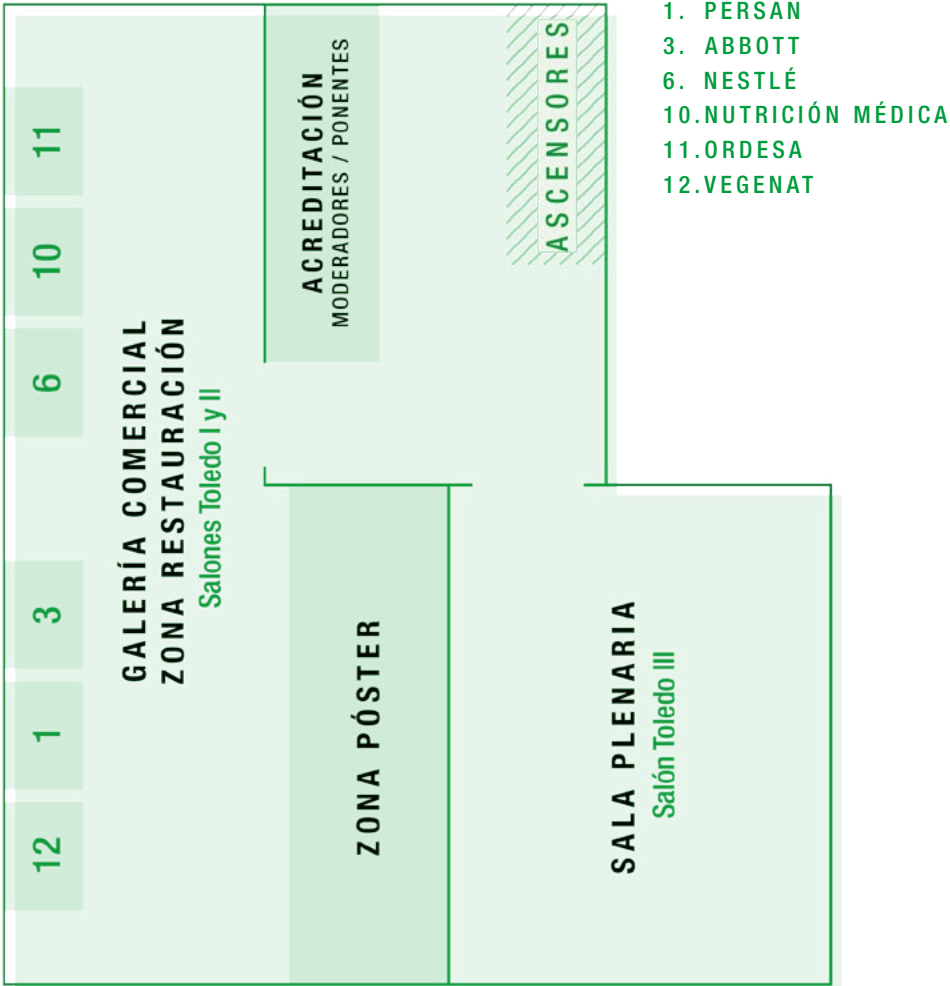 1. PERSAN
3. ABBOTT
6. NESTLÉ
10.NUTRICIÓN MÉDICA
11.ORDESA
12.VEGENAT
12
1
3
6
10
11
GALERÍA COMERCIAL
ZONA RESTAURACIÓN
Salones Toledo I y II
ACREDITACIÓN
MODERADORES / PONENTES
ASCENSORES
ZONA PÓSTER
SALA PLENARIA
Salón Toledo III